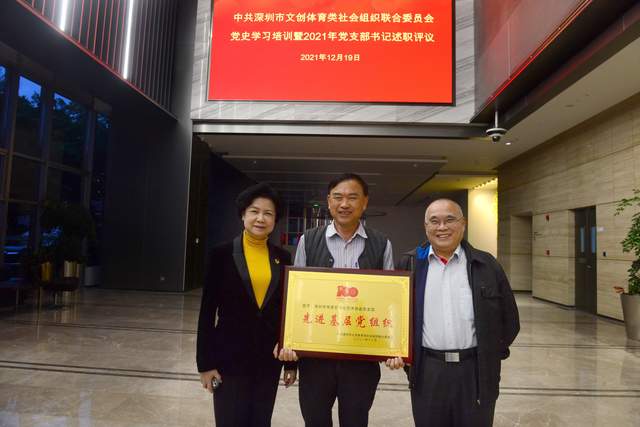 中共深圳市文创体育类社会组织联合委员会
党史学习培训暨2021年党支部书记述职评议
2021年12月19日
100
先进基层党组织